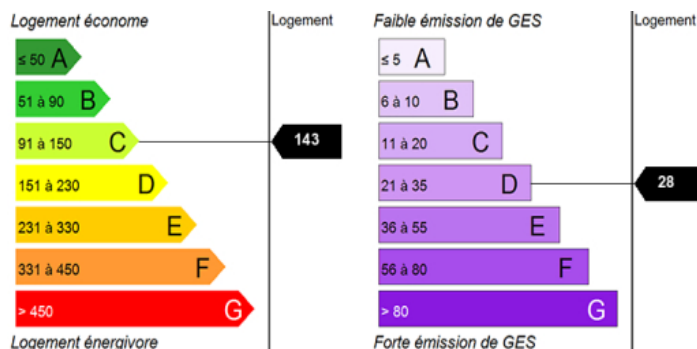 Logement économe
Logement
≤ 50 A
51 à 90 B
91 à 150 C
143
151 à 230 D
231 à 330 E
331 à 450 F
> 450 G
Logement énergivore
Faible émission de GES
Logement
≤ 5 A
6 à 10 B
11 à 20 C
21 à 35 D
28
36 à 55 E
56 à 80 F
> 80 G
Forte émission de GES